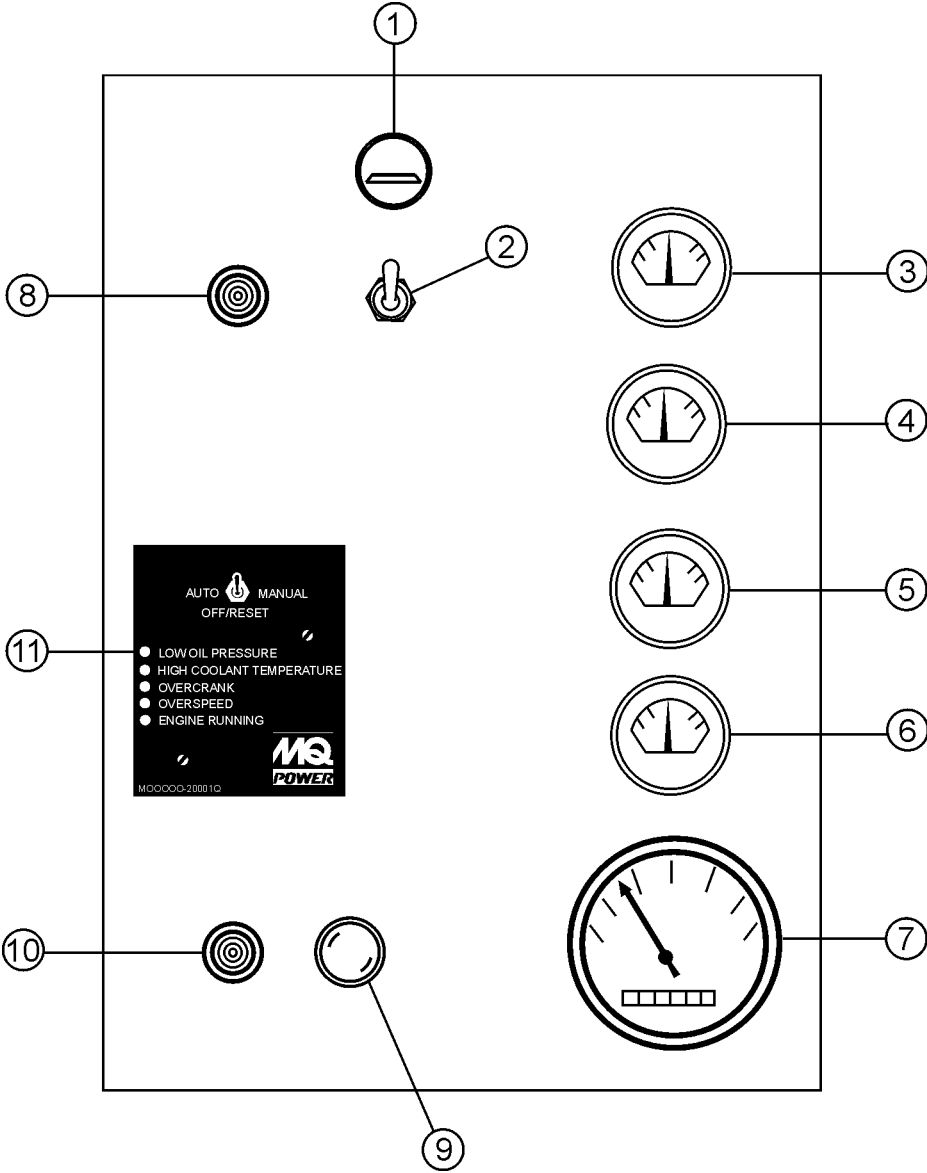 1
2
3
8
4
5
AUTO MANUAL
OFF/RESET
11
LOW OIL PRESSURE
HIGH COOLANT TEMPERATURE
OVERCRANK
OVERSPEED
ENGINE RUNNING
6
MQ
POWER
MOOOOO-20001Q
7
10
9